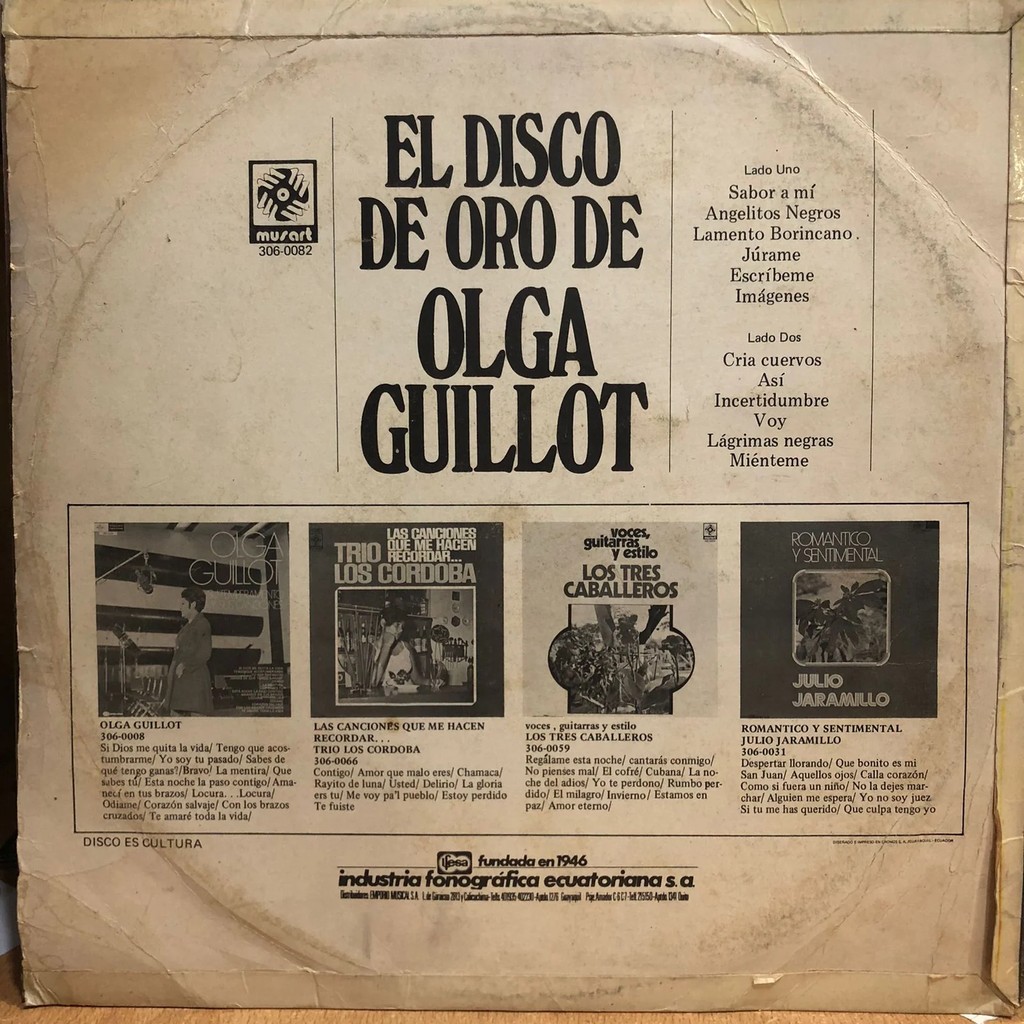 EL DISCO
DE ORO DE
OLGA
GUILLOT
musart
306-0082
Lado Uno
Sabor a mí
Angelitos Negros
Lamento Borincano.
Júrame
Escríbeme
Imágenes
Lado Dos
Cria cuervos
Así
Incertidumbre
Voy
Lágrimas negras
Miénteme
OLGA
GUILLOT
OLGA GUILLOT
306-0008
Si Dios me quita la vida/ Tengo que acos-
tumbrarme/ Yo soy tu pasado/ Sabes de
qué tengo ganas?/Bravo/ La mentira/ Que
sabes tú/ Esta noche la paso contigo/ Ama-
necí en tus brazos/ Locura. . .Locura/
Odiame/ Corazón salvaje/ Con los brazos
cruzados/ Te amaré toda la vida/
LAS CANCIONES
QUE ME HACEN
RECORDAR...
TRIO
LOS CORDOBA
LAS CANCIONES QUE ME HACEN
RECORDAR. . .
TRIO LOS CORDOBA
306-0066
Contigo/ Amor que malo eres/ Chamaca/
Rayito de luna/ Usted/ Delirio/ La gloria
eres tu/ Me voy pa'l pueblo/ Estoy perdido
Te fuiste
voces,
guitarras
y estilo
LOS TRES
CABALLEROS
voces, guitarras y estilo
LOS TRES CABALLEROS
306-0059
Regálame esta noche/ cantarás conmigo/
No pienses mal/ El cofré/ Cubana/ La no-
che del adios/ Yo te perdono/ Rumbo per-
dido/ El milagro/ Invierno/ Estamos en
paz/ Amor eterno/
ROMANTICO
Y SENTIMENTAL
JULIO
JARAMILLO
ROMANTICO Y SENTIMENTAL
JULIO JARAMILLO
306-0031
Despertar llorando/ Que bonito es mi
San Juan/ Aquellos ojos/ Calla corazón/
Como si fuera un niño/ No la dejes mar-
char/ Alguien me espera/ Yo no soy juez
Si tu me has querido/ Que culpa tengo yo
DISCO ES CULTURA
ifesa fundada en 1946
industria fonográfica ecuatoriana s.a.
Distribuidores: EMPORIO MUSICAL S.A.